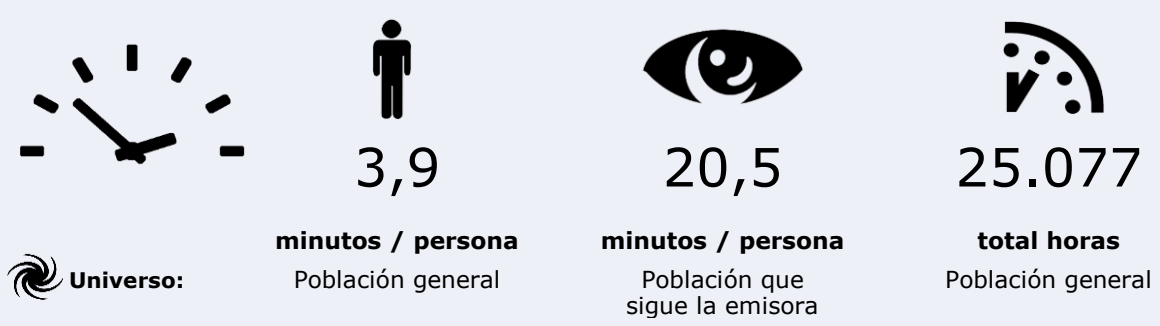 3,9
20,5
25.077
minutos / persona
minutos / persona
total horas
Universo:
Población general
Población que
sigue la emisora
Población general